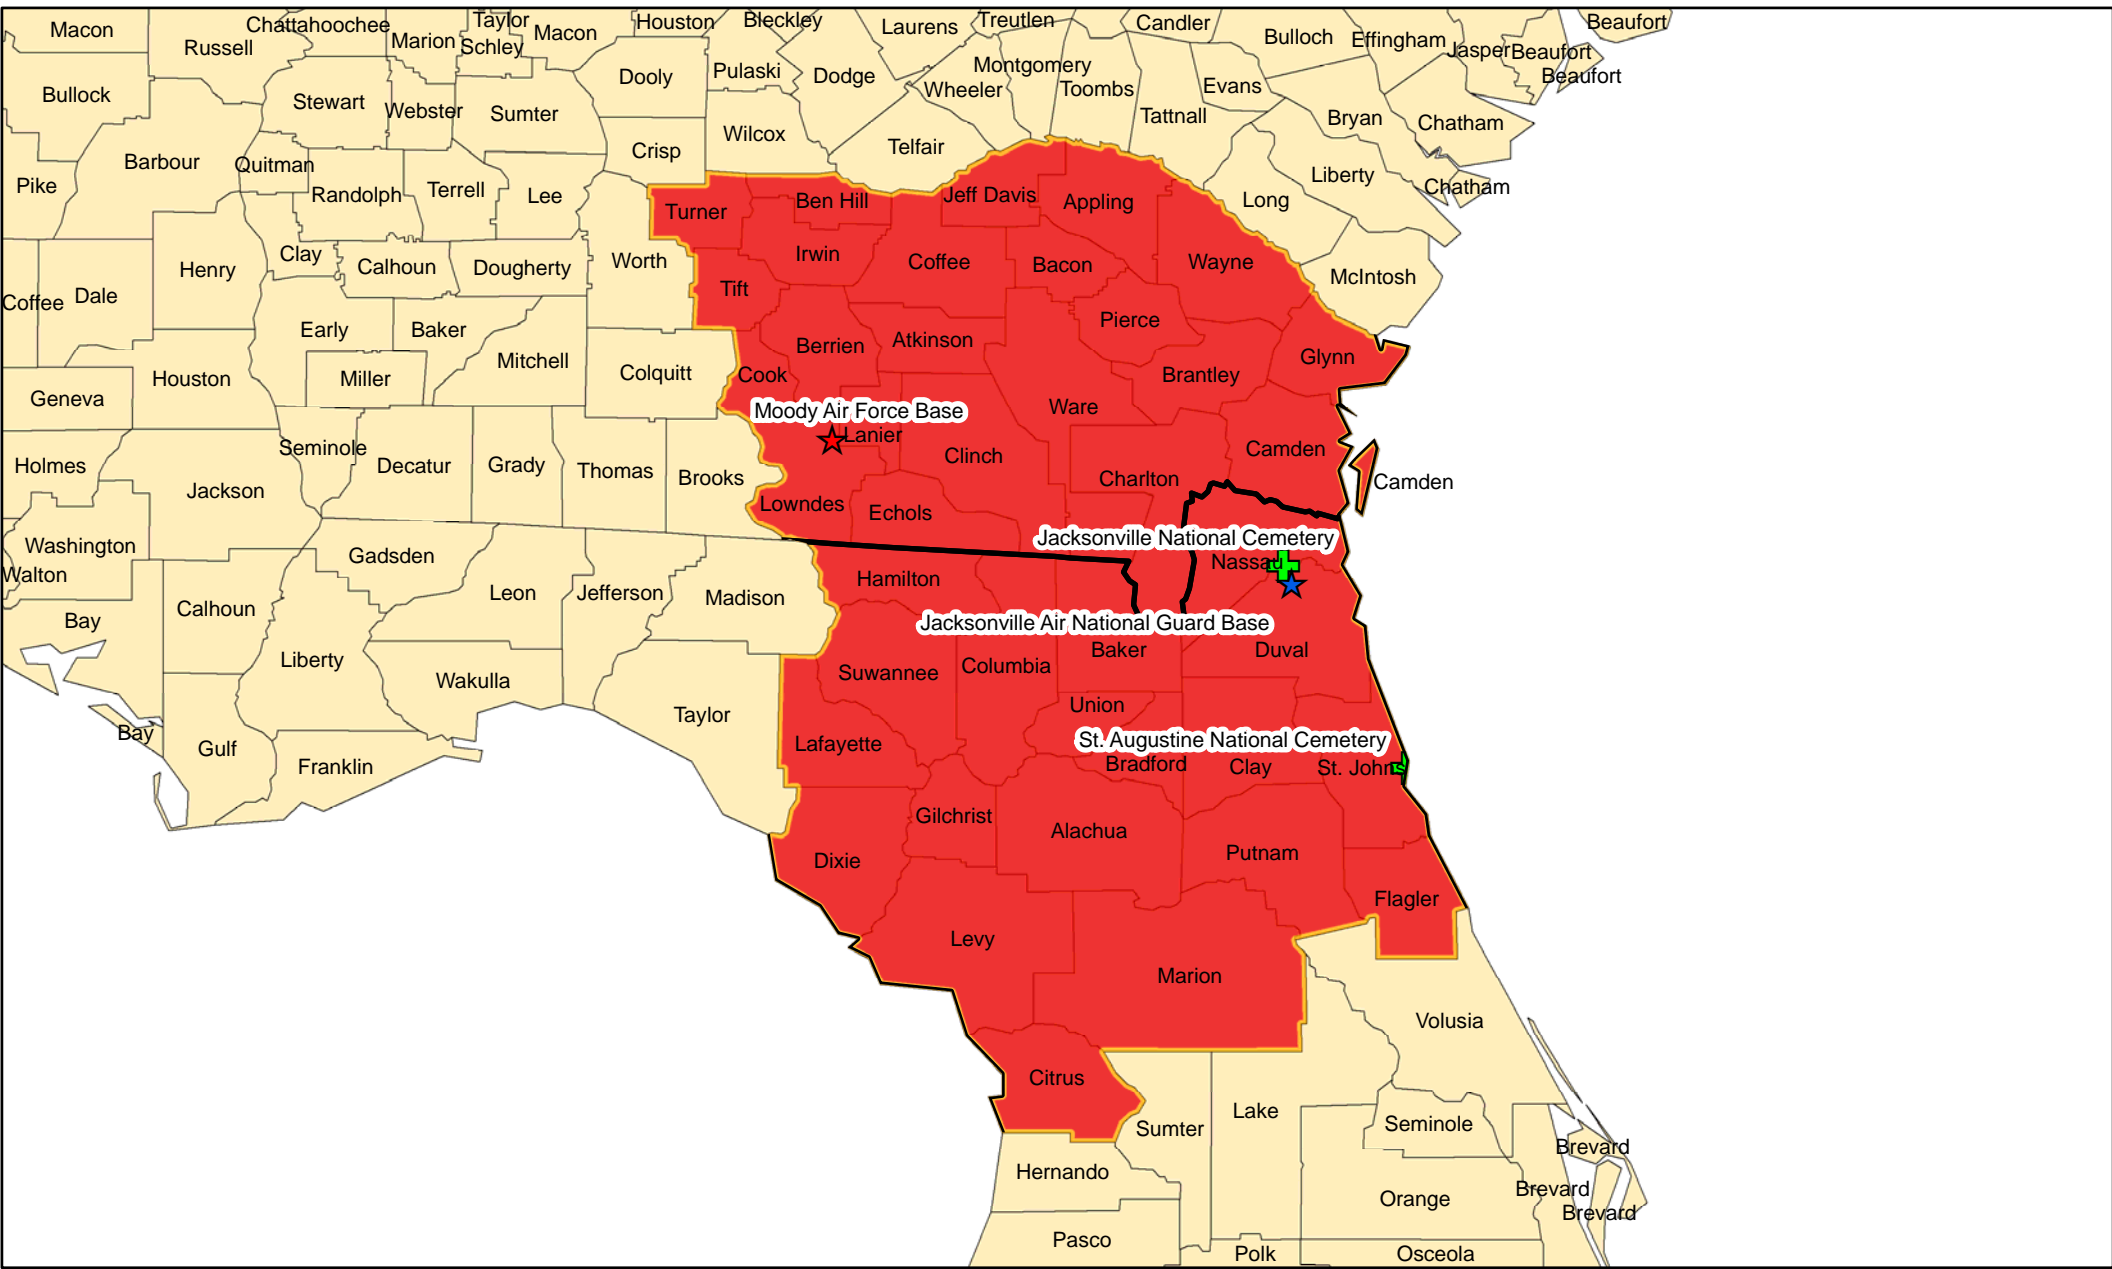 Macon
Russell
Chattahoochee
Marion
Taylor
Schley
Macon
Houston
Bleckley
Laurens
Treutlen
Candler
Bulloch
Effingham
Jasper
Beaufort
Beaufort
Beaufort
Bullock
Stewart
Webster
Sumter
Dooly
Pulaski
Dodge
Wheeler
Montgomery
Toombs
Evans
Tattnall
Bryan
Chatham
Barbour
Quitman
Crisp
Wilcox
Telfair
Pike
Randolph
Terrell
Lee
Turner
Ben Hill
Jeff Davis
Appling
Long
Liberty
Chatham
Henry
Clay
Calhoun
Dougherty
Worth
Irwin
Coffee
Bacon
Wayne
McIntosh
Coffee
Dale
Tift
Early
Baker
Pierce
Houston
Miller
Mitchell
Colquitt
Berrien
Atkinson
Cook
Brantley
Glynn
Geneva
Ware
Moody Air Force Base
Lanier
Seminole
Holmes
Decatur
Grady
Thomas
Brooks
Clinch
Camden
Jackson
Charlton
Camden
Lowndes
Echols
Washington
Gadsden
Jacksonville National Cemetery
Nassau
Walton
Hamilton
Leon
Jefferson
Madison
Calhoun
Bay
Jacksonville Air National Guard Base
Baker
Duval
Liberty
Wakulla
Suwannee
Columbia
Union
Taylor
Bay
Gulf
Franklin
Lafayette
St. Augustine National Cemetery
Bradford
Clay
St. Johns
Gilchrist
Alachua
Dixie
Putnam
Flagler
Levy
Marion
Volusia
Citrus
Lake
Sumter
Seminole
Brevard
Hernando
Orange
Brevard
Brevard
Pasco
Polk
Osceola